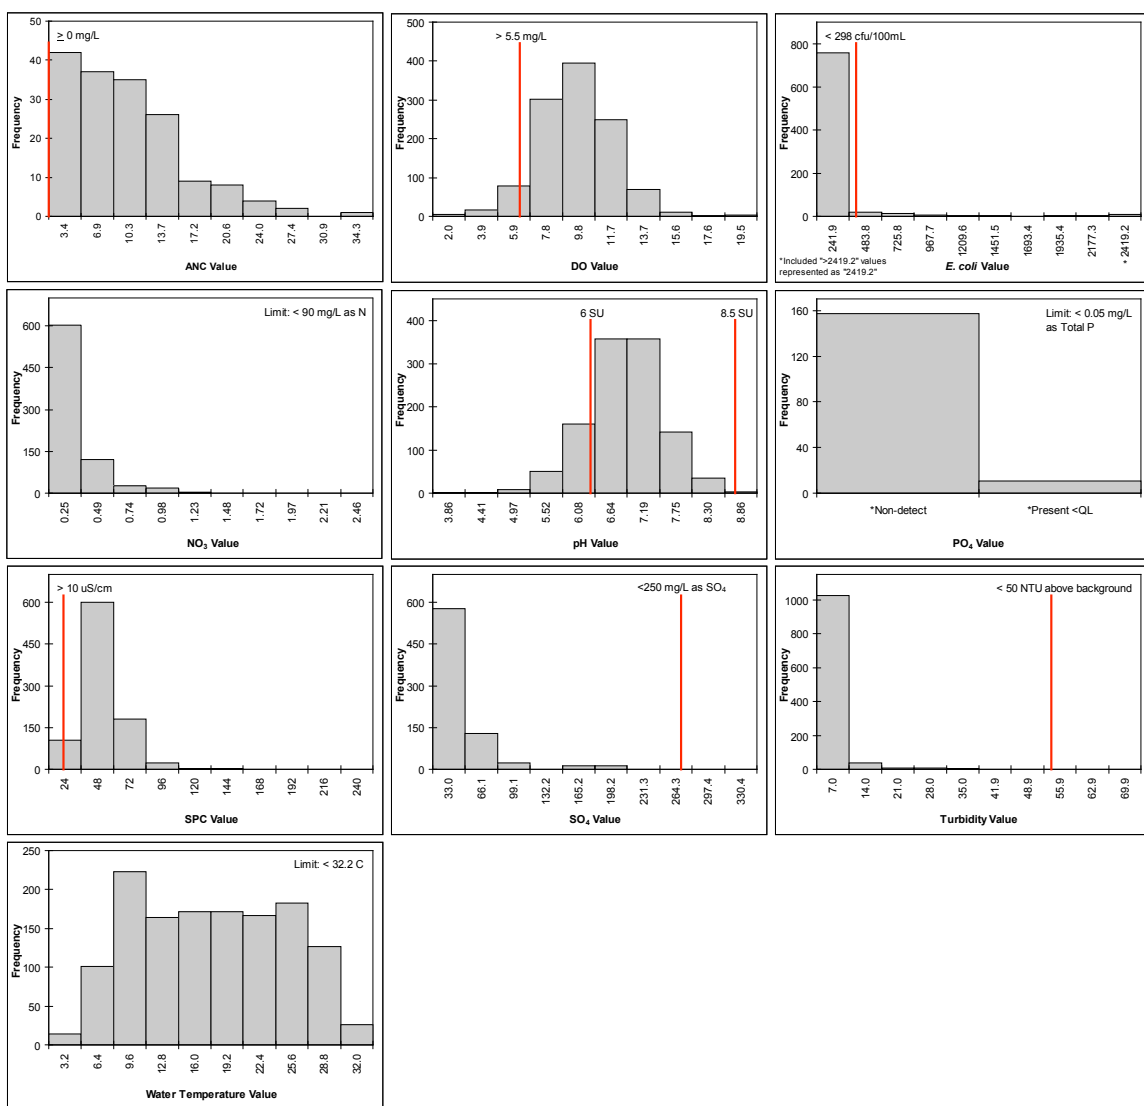 ≥ 0 mg/L
50
40
30
20
10
0
Frequency
3.4 6.9 10.3 13.7 17.2 20.6 24.0 27.4 30.9 34.3
ANC Value
> 5.5 mg/L
500
400
300
200
100
0
Frequency
2.0 3.9 5.9 7.8 9.8 11.7 13.7 15.6 17.6 19.5
DO Value
< 298 cfu/100mL
800
600
400
200
0
Frequency
241.9 483.8 725.8 967.7 1209.6 1451.5 1693.4 1935.4 2177.3 * 2419.2
*Included ">2419.2" values
represented as "2419.2"
E. coli Value
Limit: < 90 mg/L as N
600
450
300
150
0
Frequency
0.25 0.49 0.74 0.98 1.23 1.48 1.72 1.97 2.21 2.46
NO₃ Value
6 SU 8.5 SU
400
300
200
100
0
Frequency
3.86 4.41 4.97 5.52 6.08 6.64 7.19 7.75 8.30 8.86
pH Value
Limit: < 0.05 mg/L
as Total P
160
120
80
40
0
Frequency
*Non-detect *Present <QL
PO₄ Value
> 10 uS/cm
600
450
300
150
0
Frequency
24 48 72 96 120 144 168 192 216 240
SPC Value
<250 mg/L as SO₄
600
450
300
150
0
Frequency
33.0 66.1 99.1 132.2 165.2 198.2 231.3 264.3 297.4 330.4
SO₄ Value
< 50 NTU above background
1000
800
600
400
200
0
Frequency
7.0 14.0 21.0 28.0 35.0 41.9 48.9 55.9 62.9 69.9
Turbidity Value
Limit: < 32.2 C
250
200
150
100
50
0
Frequency
3.2 6.4 9.6 12.8 16.0 19.2 22.4 25.6 28.8 32.0
Water Temperature Value